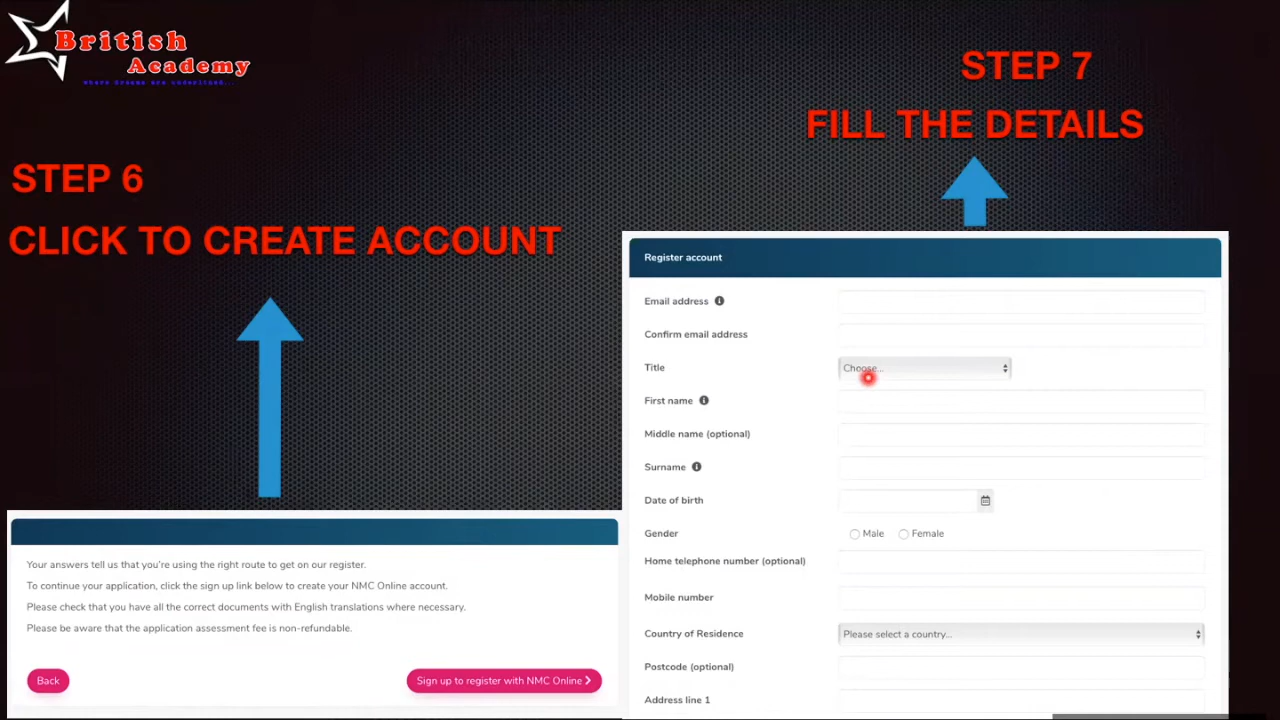 British
Academy
where dreams are underlined...
STEP 6
CLICK TO CREATE ACCOUNT
Your answers tell us that you're using the right route to get on our register.
To continue your application, click the sign up link below to create your NMC Online account.
Please check that you have all the correct documents with English translations where necessary.
Please be aware that the application assessment fee is non-refundable.
Back
Sign up to register with NMC Online
STEP 7
FILL THE DETAILS
Register account
Email address
Confirm email address
Title
Choose...
First name
Middle name (optional)
Surname
Date of birth
Gender Male Female
Home telephone number (optional)
Mobile number
Country of Residence
Please select a country...
Postcode (optional)
Address line 1